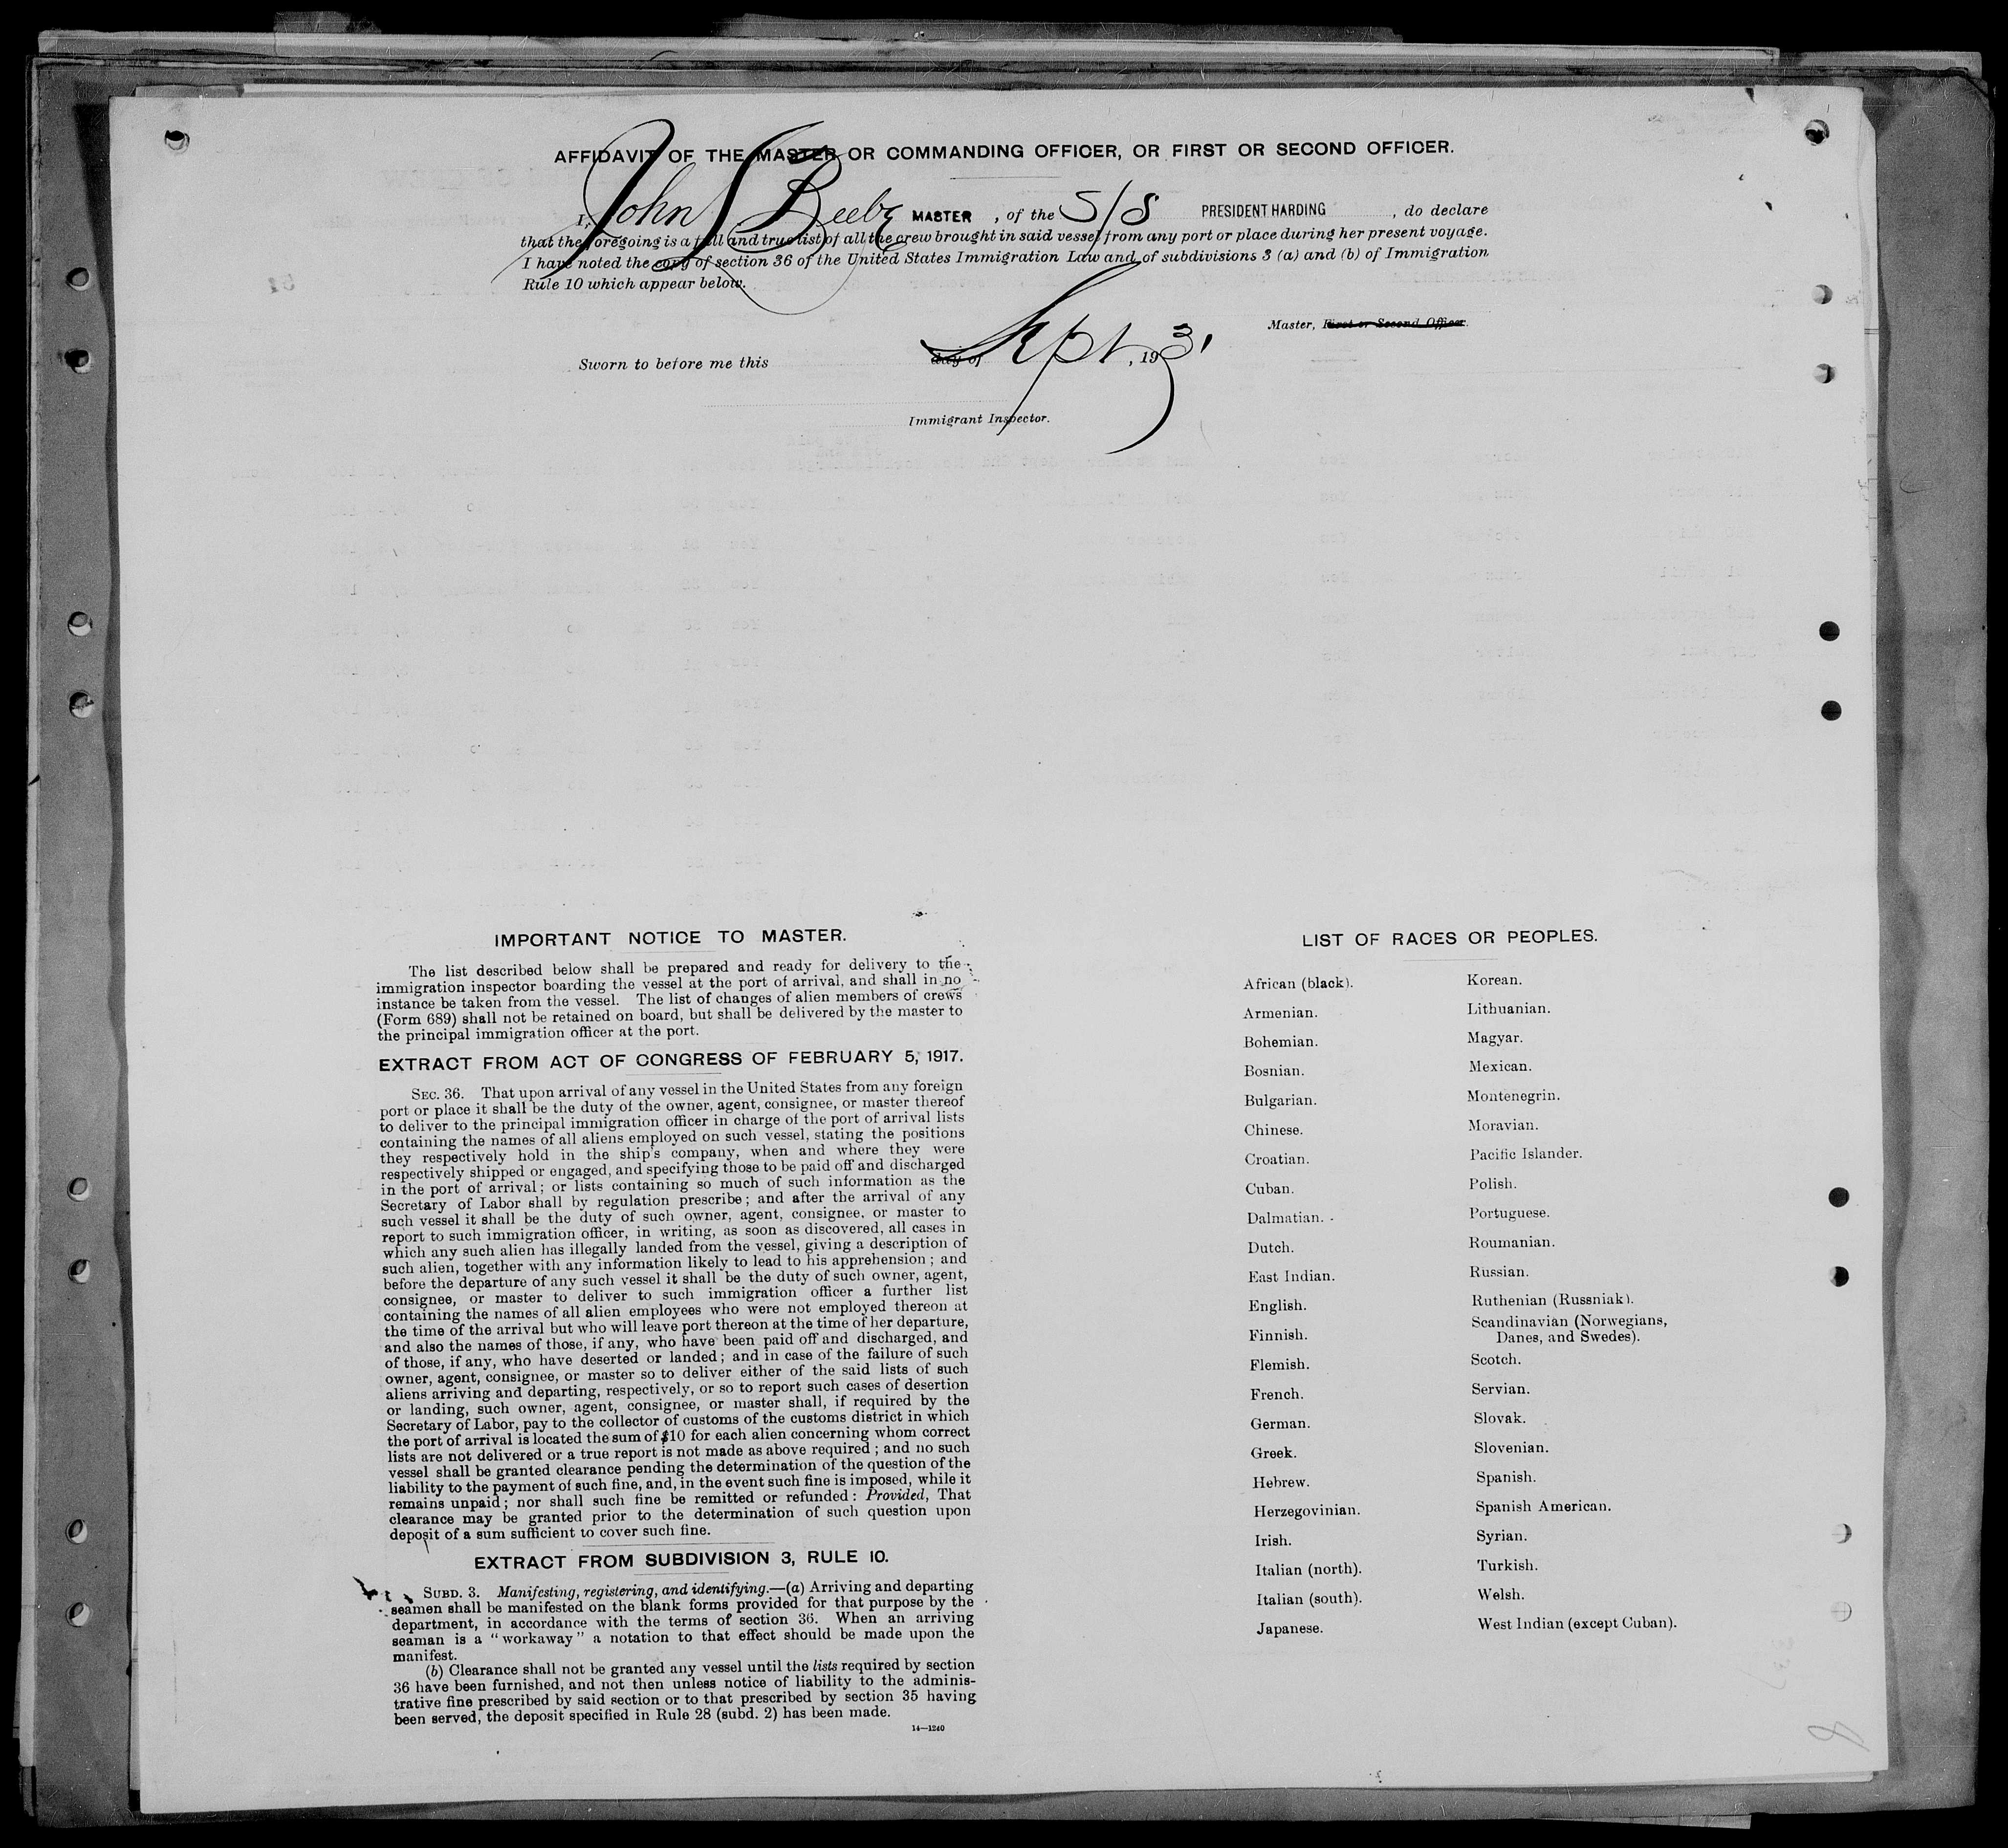 AFFIDAVIT OF THE MASTER OR COMMANDING OFFICER, OR FIRST OR SECOND OFFICER.
I, John S Beebe MASTER, of the S/S PRESIDENT HARDING, do declare
that the foregoing is a full and true list of all the crew brought in said vessel from any port or place during her present voyage.
I have noted the copy of section 36 of the United States Immigration Law and of subdivisions 3 (a) and (b) of Immigration
Rule 10 which appear below.
Master, First or Second Officer.
Sworn to before me this day of Sept, 1931
Immigrant Inspector.
IMPORTANT NOTICE TO MASTER.
The list described below shall be prepared and ready for delivery to the
immigration inspector boarding the vessel at the port of arrival, and shall in no
instance be taken from the vessel. The list of changes of alien members of crews
(Form 689) shall not be retained on board, but shall be delivered by the master to
the principal immigration officer at the port.
EXTRACT FROM ACT OF CONGRESS OF FEBRUARY 5, 1917.
SEC. 36. That upon arrival of any vessel in the United States from any foreign
port or place it shall be the duty of the owner, agent, consignee, or master thereof
to deliver to the principal immigration officer in charge of the port of arrival lists
containing the names of all aliens employed on such vessel, stating the positions
they respectively hold in the ship's company, when and where they were
respectively shipped or engaged, and specifying those to be paid off and discharged
in the port of arrival; or lists containing so much of such information as the
Secretary of Labor shall by regulation prescribe; and after the arrival of any
such vessel it shall be the duty of such owner, agent, consignee, or master to
report to such immigration officer, in writing, as soon as discovered, all cases in
which any such alien has illegally landed from the vessel, giving a description of
such alien, together with any information likely to lead to his apprehension; and
before the departure of any such vessel it shall be the duty of such owner, agent,
consignee, or master to deliver to such immigration officer a further list
containing the names of all alien employees who were not employed thereon at
the time of the arrival but who will leave port thereon at the time of her departure,
and also the names of those, if any, who have been paid off and discharged, and
of those, if any, who have deserted or landed; and in case of the failure of such
owner, agent, consignee, or master so to deliver either of the said lists of such
aliens arriving and departing, respectively, or so to report such cases of desertion
or landing, such owner, agent, consignee, or master shall, if required by the
Secretary of Labor, pay to the collector of customs of the customs district in which
the port of arrival is located the sum of $10 for each alien concerning whom correct
lists are not delivered or a true report is not made as above required; and no such
vessel shall be granted clearance pending the determination of the question of the
liability to the payment of such fine, and, in the event such fine is imposed, while it
remains unpaid; nor shall such fine be remitted or refunded: Provided, That
clearance may be granted prior to the determination of such question upon
deposit of a sum sufficient to cover such fine.
EXTRACT FROM SUBDIVISION 3, RULE 10.
SUBD. 3. Manifesting, registering, and identifying.—(a) Arriving and departing
seamen shall be manifested on the blank forms provided for that purpose by the
department, in accordance with the terms of section 36. When an arriving
seaman is a "workaway" a notation to that effect should be made upon the
manifest.
(b) Clearance shall not be granted any vessel until the lists required by section
36 have been furnished, and not then unless notice of liability to the adminis-
trative fine prescribed by said section or to that prescribed by section 35 having
been served, the deposit specified in Rule 28 (subd. 2) has been made.
14—1240
LIST OF RACES OR PEOPLES.
African (black).
Armenian.
Bohemian.
Bosnian.
Bulgarian.
Chinese.
Croatian.
Cuban.
Dalmatian.
Dutch.
East Indian.
English.
Finnish.
Flemish.
French.
German.
Greek.
Hebrew.
Herzegovinian.
Irish.
Italian (north).
Italian (south).
Japanese.
Korean.
Lithuanian.
Magyar.
Mexican.
Montenegrin.
Moravian.
Pacific Islander.
Polish.
Portuguese.
Roumanian.
Russian.
Ruthenian (Russniak).
Scandinavian (Norwegians,
Danes, and Swedes).
Scotch.
Servian.
Slovak.
Slovenian.
Spanish.
Spanish American.
Syrian.
Turkish.
Welsh.
West Indian (except Cuban).
8